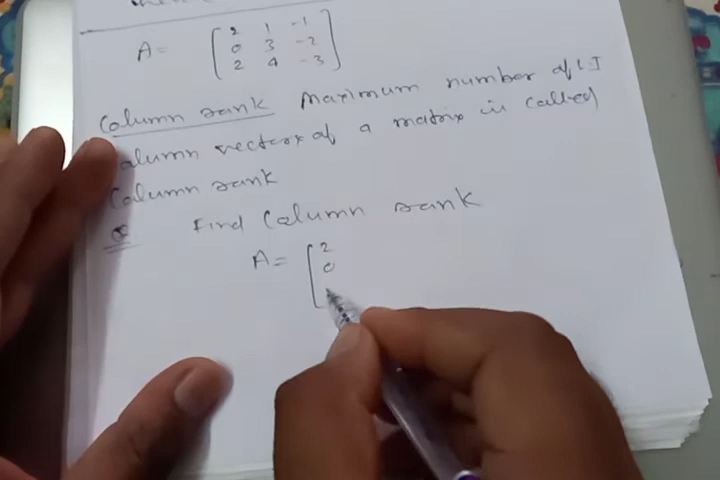 A= [ 2 1 -1
0 3 -2
2 4 -3 ]
Column rank Maximum number of L.I
Column vectors of a matrix is called
Column rank
Q Find Column rank
A= [ 2
0